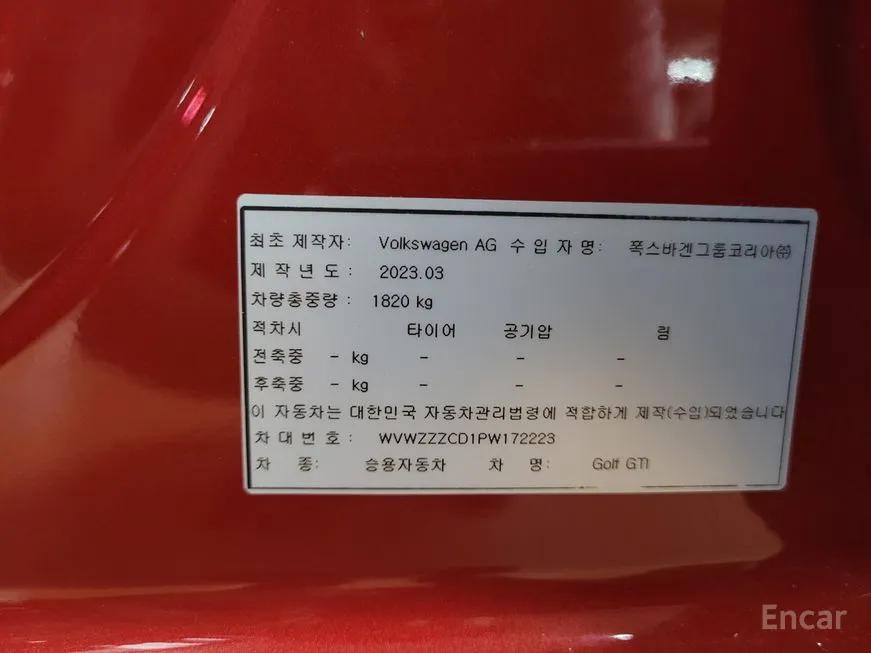 최초 제작자: Volkswagen AG 수 입 자 명: 폭스바겐그룹코리아㈜
제 작 년 도 : 2023.03
차량총중량 : 1820 kg
적차시 타이어 공기압 림
전축중 - kg - - -
후축중 - kg - - -
이 자동차는 대한민국 자동차관리법령에 적합하게 제작(수입)되었습니다
차 대 번 호 : WVWZZZCD1PW172223
차 종: 승용자동차 차 명: Golf GTI
Encar